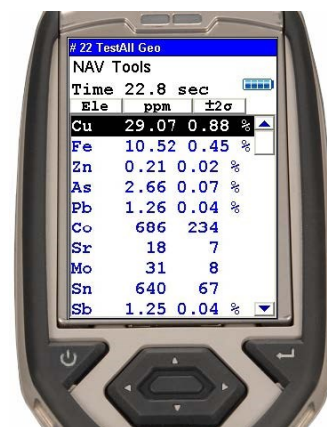 # 22 TestAll Geo
NAV Tools
Time 22.8 sec
Ele ppm ±2σ
Cu 29.07 0.88 %
Fe 10.52 0.45 %
Zn 0.21 0.02 %
As 2.66 0.07 %
Pb 1.26 0.04 %
Co 686 234
Sr 18 7
Mo 31 8
Sn 640 67
Sb 1.25 0.04 %